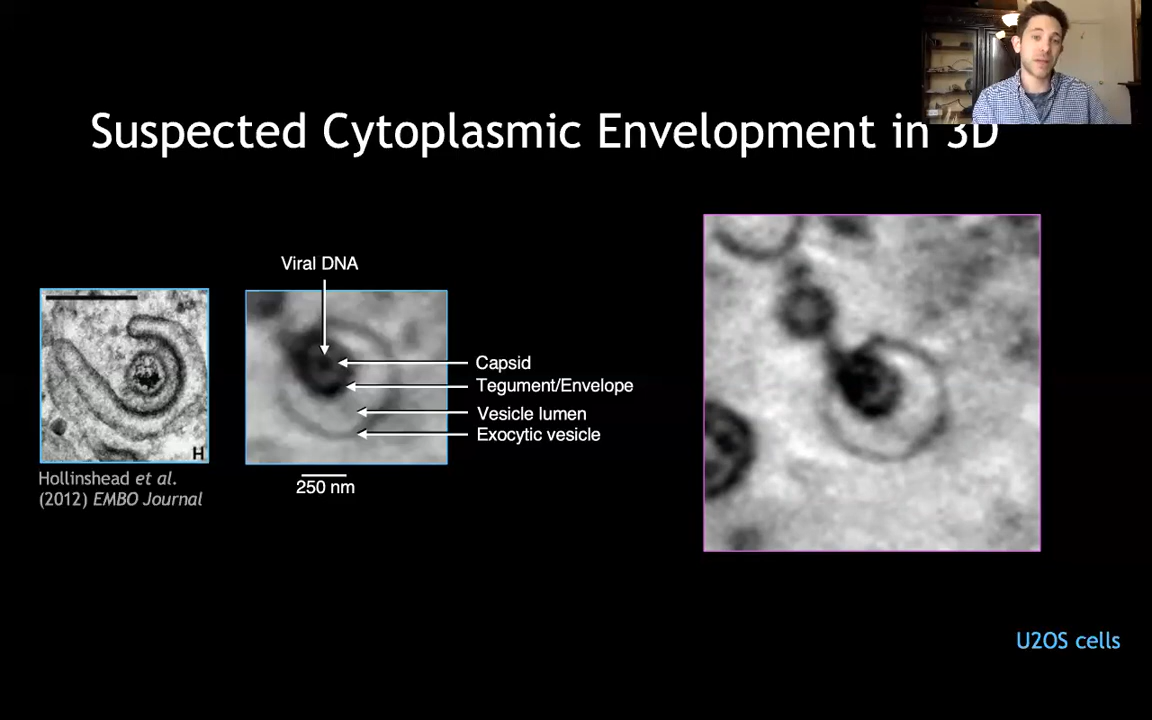 Suspected Cytoplasmic Envelopment in 3D
Viral DNA
Capsid
Tegument/Envelope
Vesicle lumen
Exocytic vesicle
H
Hollinshead et al.
(2012) EMBO Journal
250 nm
U2OS cells